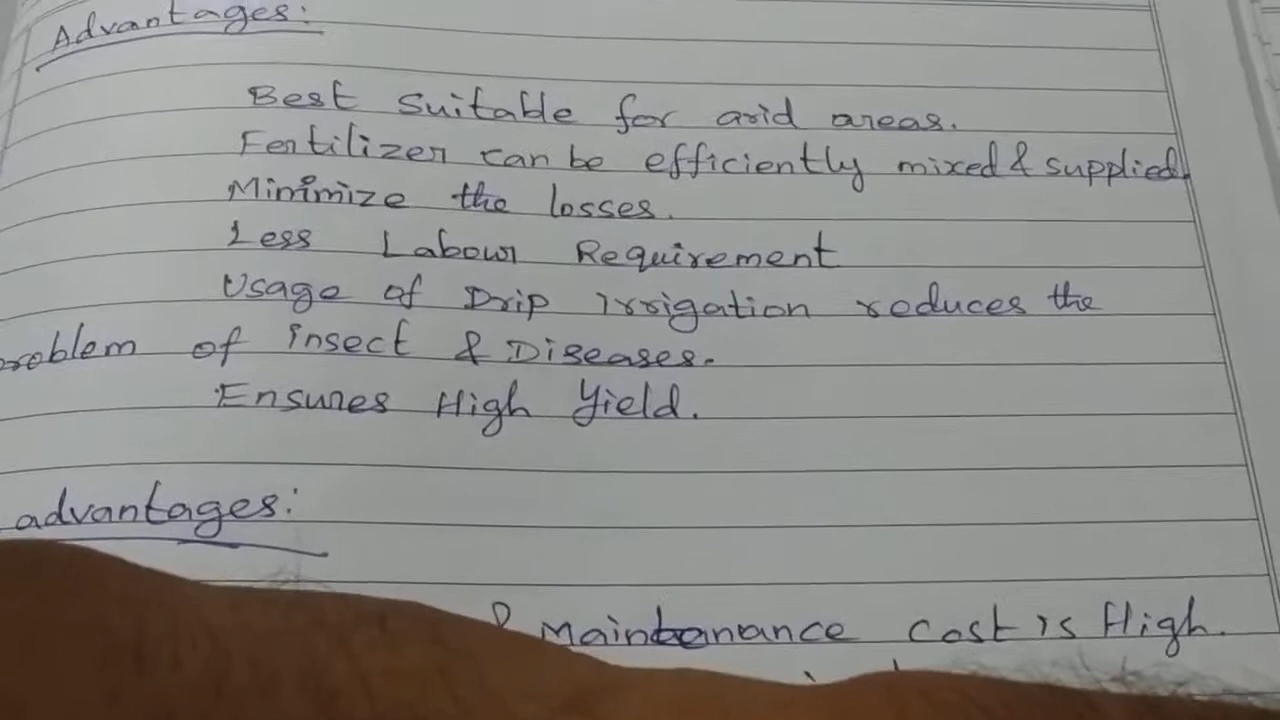 Advantages:
Best Suitable for arid areas.
Fertilizer can be efficiently mixed & supplied
Minimize the losses.
Less Labour Requirement
Usage of Drip Irrigation reduces the
roblem of insect & Diseases.
Ensures High Yield.
advantages:
& Maintenance Cost is High.